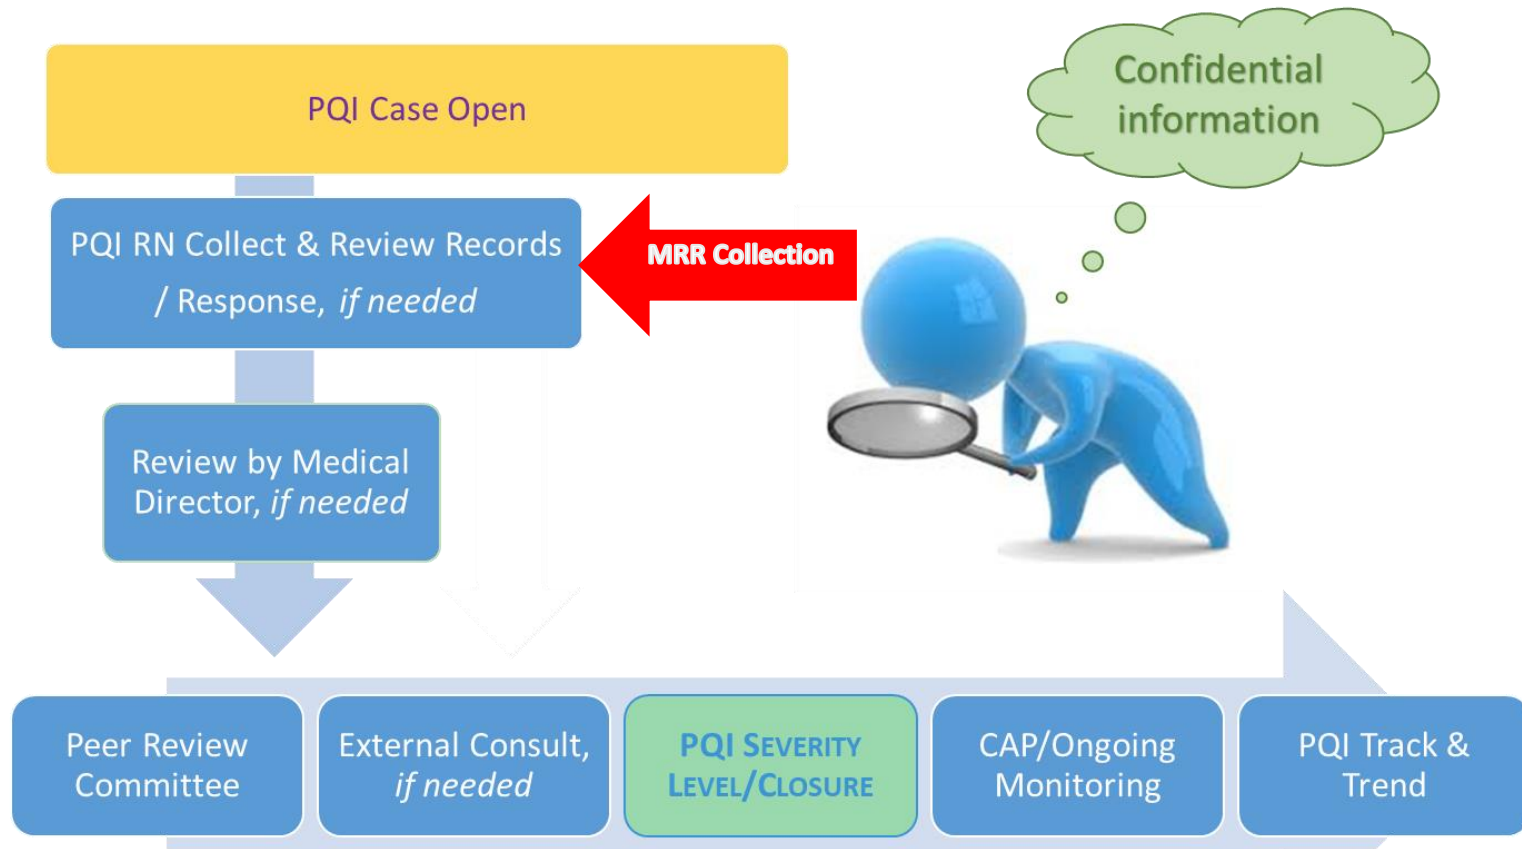 PQI Case Open
Confidential
information
PQI RN Collect & Review Records
/ Response, if needed
MRR Collection
Review by Medical
Director, if needed
Peer Review
Committee
External Consult,
if needed
PQI SEVERITY
LEVEL/CLOSURE
CAP/Ongoing
Monitoring
PQI Track &
Trend